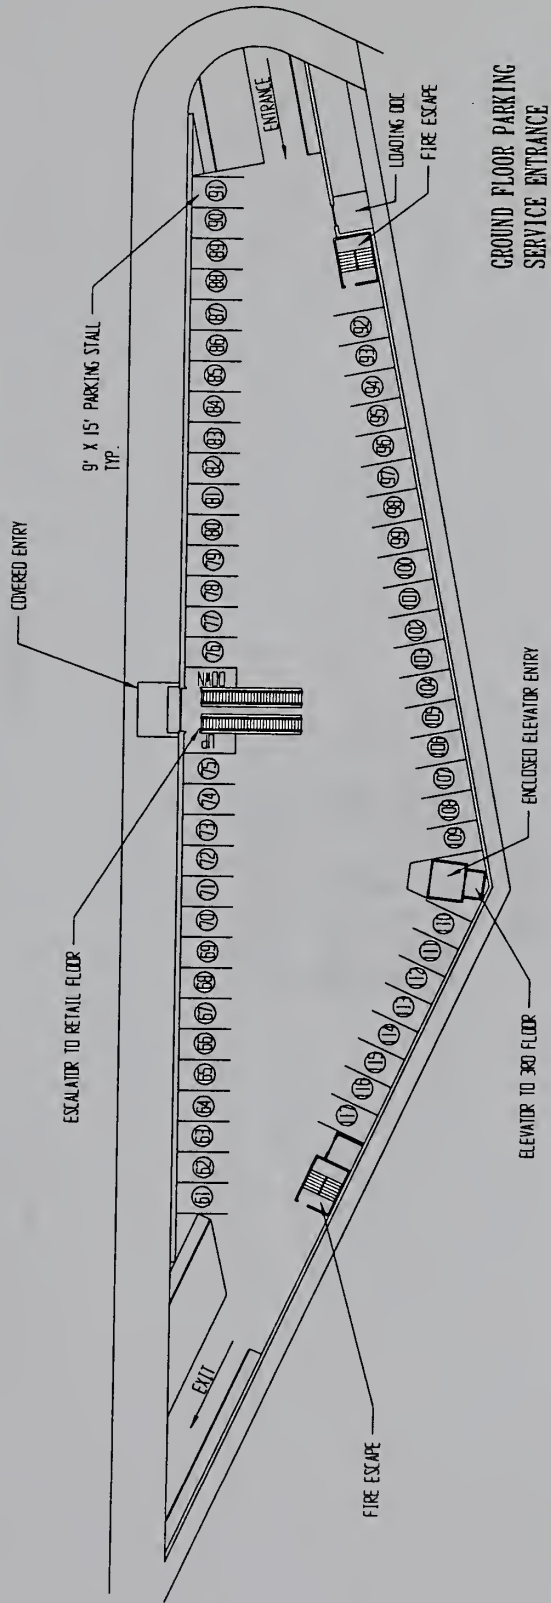 COVERED ENTRY
9' X 15' PARKING STALL
TYP.
ESCALATOR TO RETAIL FLOOR
61 62 63 64 65 66 67 68 69 70 71 72 73 74 75
UP
DOWN
76 77 78 79 80 81 82 83 84 85 86 87 88 89 90 91
EXIT
ENTRANCE
117 116 115 114 113 112 111 110
109 108 107 106 105 104 103 102 101 100 99 98 97 96 95 94 93 92
LOADING DOC
FIRE ESCAPE
FIRE ESCAPE
ENCLOSED ELEVATOR ENTRY
ELEVATOR TO 3RD FLOOR
GROUND FLOOR PARKING
SERVICE ENTRANCE